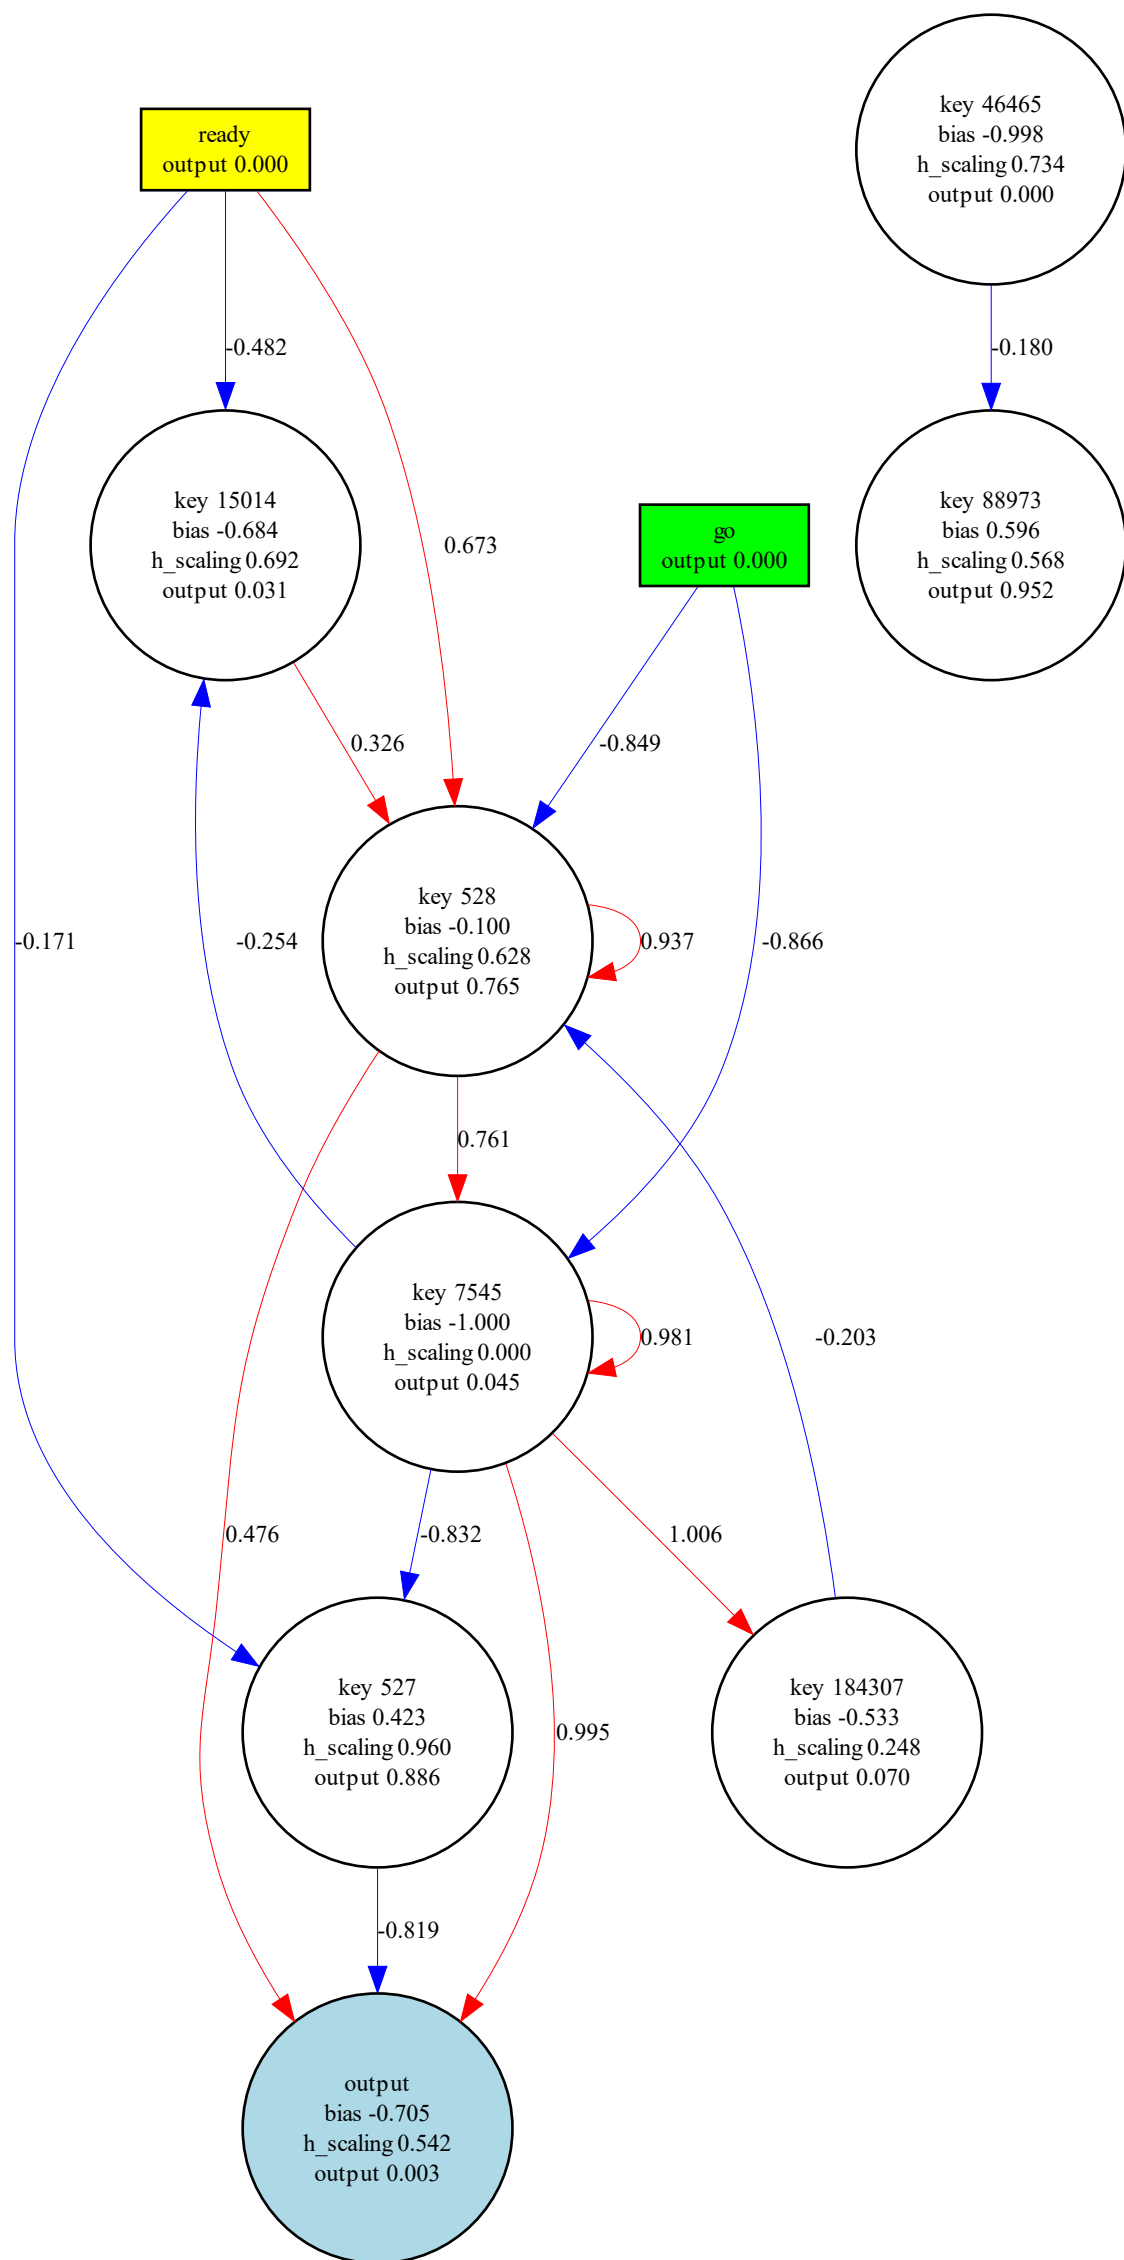 key 46465
bias -0.998
h_scaling 0.734
output 0.000
ready
output 0.000
-0.482
-0.180
key 15014
bias -0.684
h_scaling 0.692
output 0.031
0.673
go
output 0.000
key 88973
bias 0.596
h_scaling 0.568
output 0.952
0.326
-0.849
key 528
bias -0.100
h_scaling 0.628
output 0.765
-0.171
-0.254
0.937
-0.866
0.761
key 7545
bias -1.000
h_scaling 0.000
output 0.045
0.981
-0.203
0.476
-0.832
1.006
key 527
bias 0.423
h_scaling 0.960
output 0.886
0.995
key 184307
bias -0.533
h_scaling 0.248
output 0.070
-0.819
output
bias -0.705
h_scaling 0.542
output 0.003